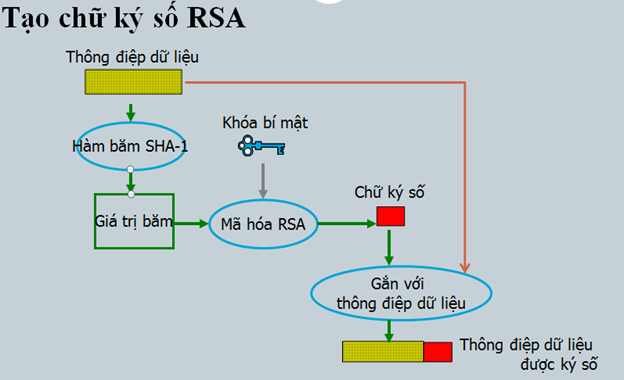 Tạo chữ ký số RSA
Thông điệp dữ liệu
Khóa bí mật
Hàm băm SHA-1
Chữ ký số
Giá trị băm
Mã hóa RSA
Gắn với
thông điệp dữ liệu
Thông điệp dữ liệu
được ký số